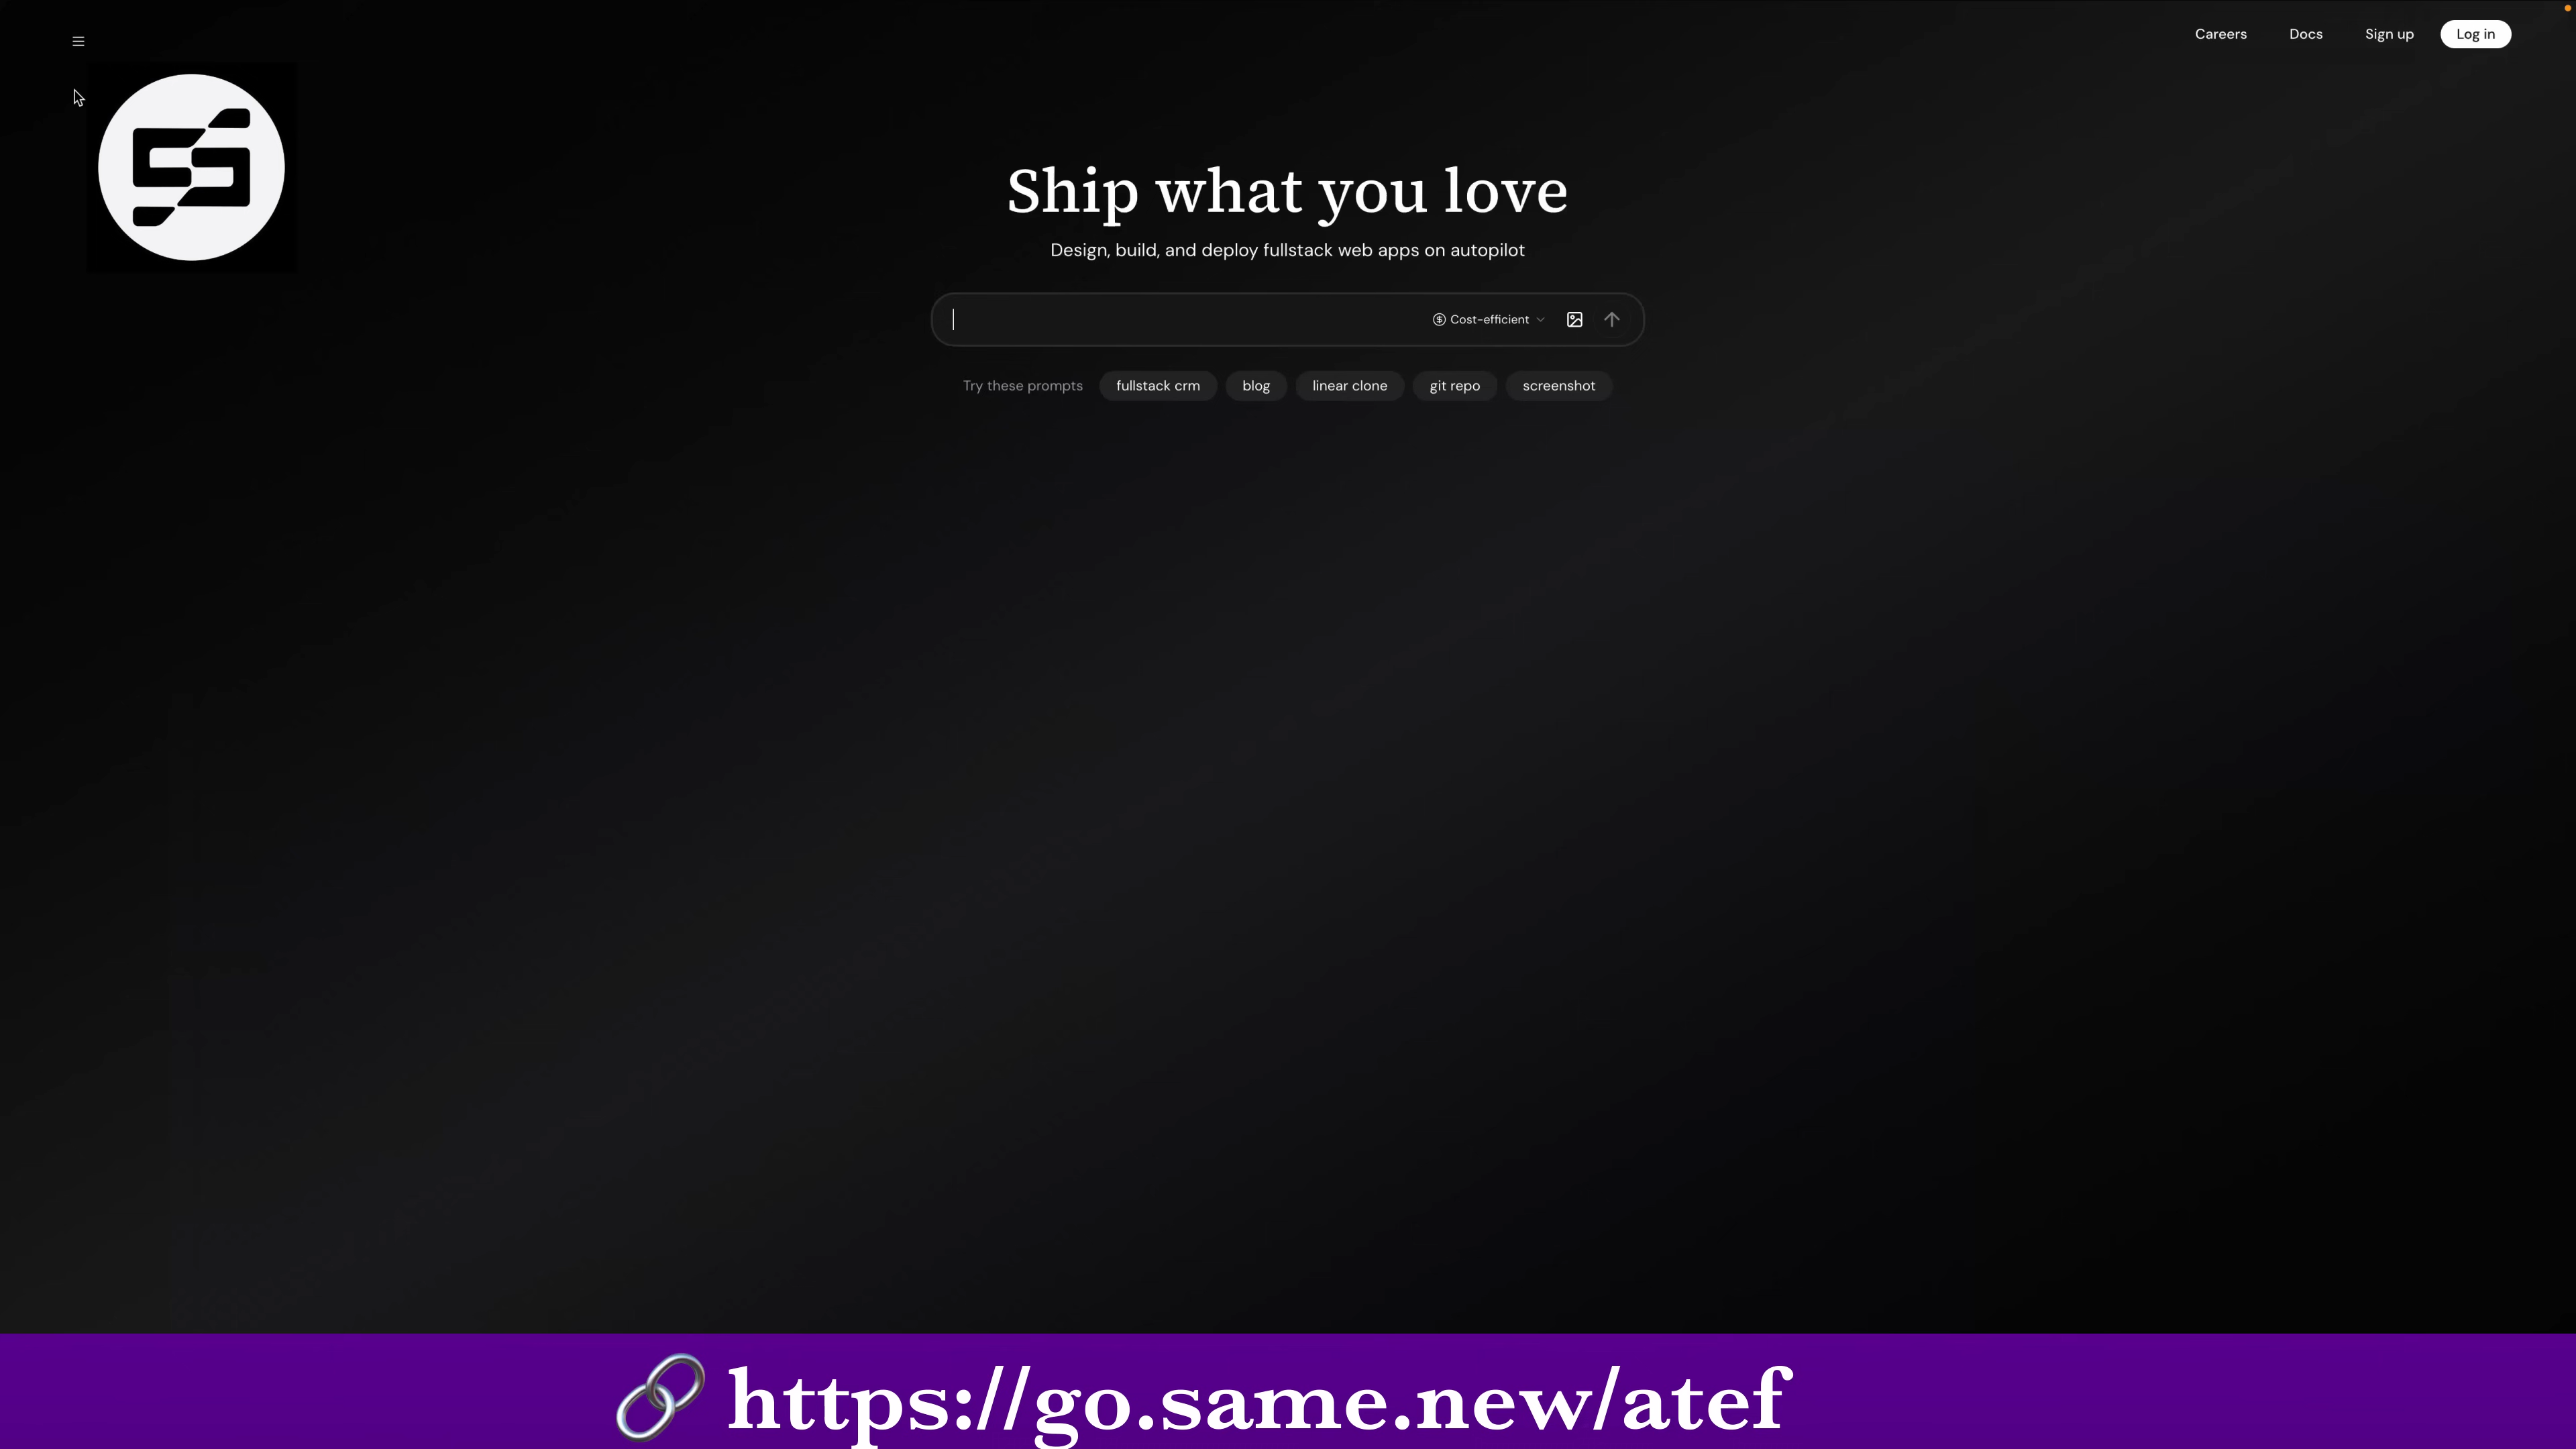 Careers Docs Sign up Log in
Ship what you love
Design, build, and deploy fullstack web apps on autopilot
Cost-efficient
Try these prompts fullstack crm blog linear clone git repo screenshot
https://go.same.new/atef